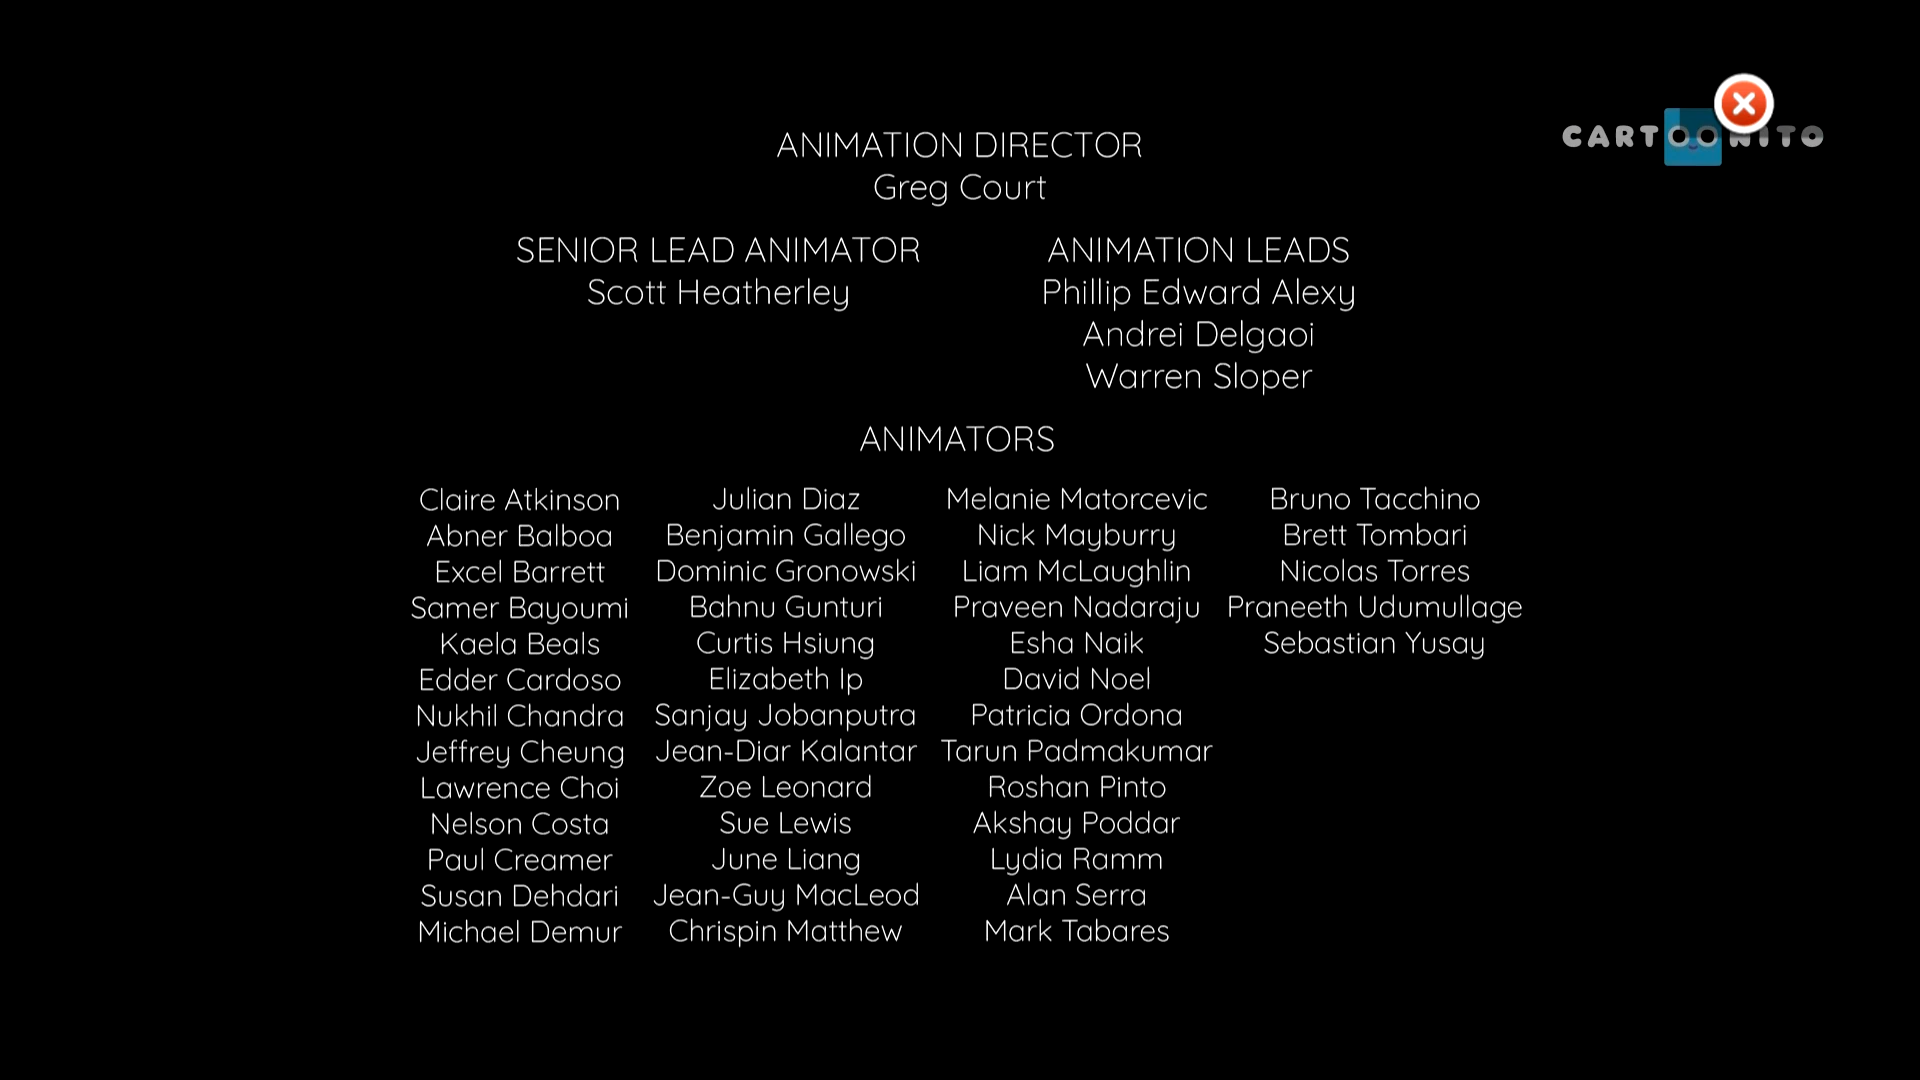 CARTOONITO
ANIMATION DIRECTOR
Greg Court
SENIOR LEAD ANIMATOR
Scott Heatherley
ANIMATION LEADS
Phillip Edward Alexy
Andrei Delgaoi
Warren Sloper
ANIMATORS
Claire Atkinson
Abner Balboa
Excel Barrett
Samer Bayoumi
Kaela Beals
Edder Cardoso
Nukhil Chandra
Jeffrey Cheung
Lawrence Choi
Nelson Costa
Paul Creamer
Susan Dehdari
Michael Demur
Julian Diaz
Benjamin Gallego
Dominic Gronowski
Bahnu Gunturi
Curtis Hsiung
Elizabeth Ip
Sanjay Jobanputra
Jean-Diar Kalantar
Zoe Leonard
Sue Lewis
June Liang
Jean-Guy MacLeod
Chrispin Matthew
Melanie Matorcevic
Nick Mayburry
Liam McLaughlin
Praveen Nadaraju
Esha Naik
David Noel
Patricia Ordona
Tarun Padmakumar
Roshan Pinto
Akshay Poddar
Lydia Ramm
Alan Serra
Mark Tabares
Bruno Tacchino
Brett Tombari
Nicolas Torres
Praneeth Udumullage
Sebastian Yusay